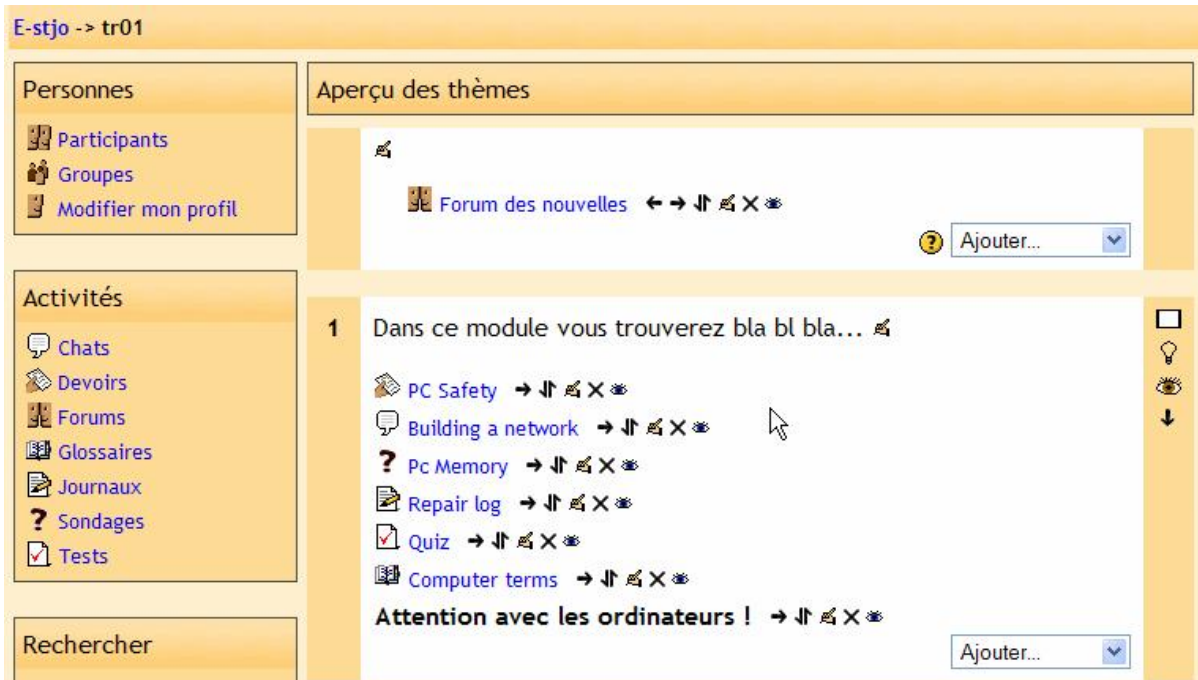 E-stjo -> tr01
Personnes
Participants
Groupes
Modifier mon profil
Activités
Chats
Devoirs
Forums
Glossaires
Journaux
Sondages
Tests
Rechercher
Aperçu des thèmes
Forum des nouvelles
Ajouter...
1 Dans ce module vous trouverez bla bl bla...
PC Safety
Building a network
Pc Memory
Repair log
Quiz
Computer terms
Attention avec les ordinateurs !
Ajouter...